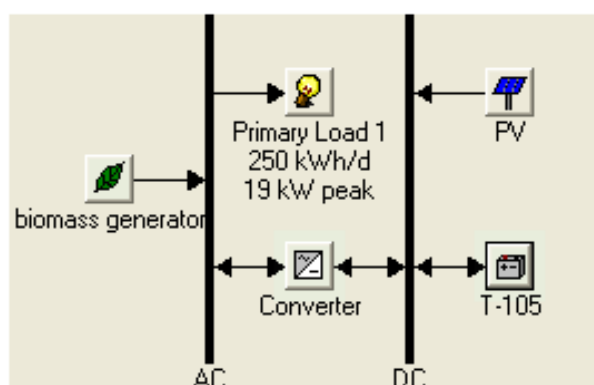 Primary Load 1
250 kWh/d
19 kW peak
PV
biomass generator
Converter
T-105
AC
DC